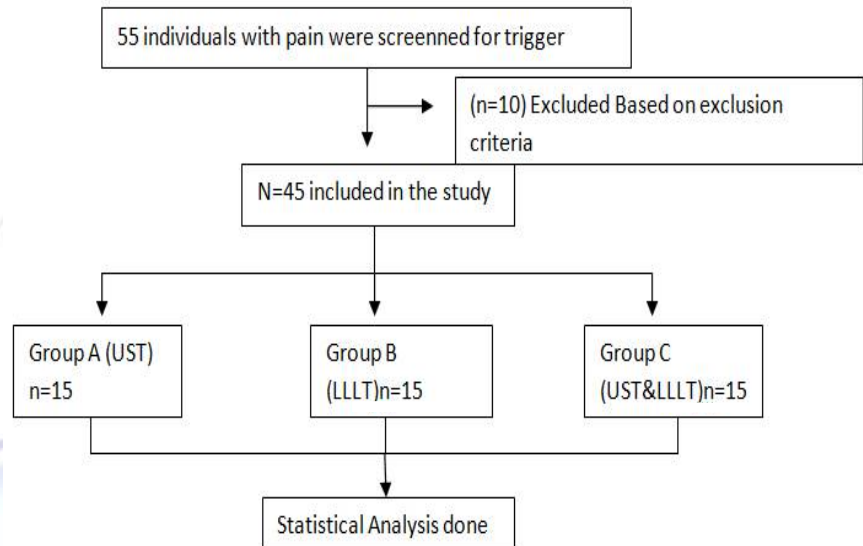 55 individuals with pain were screenned for trigger
(n=10) Excluded Based on exclusion
criteria
N=45 included in the study
Group A (UST)
n=15
Group B
(LLLT)n=15
Group C
(UST&LLLT)n=15
Statistical Analysis done